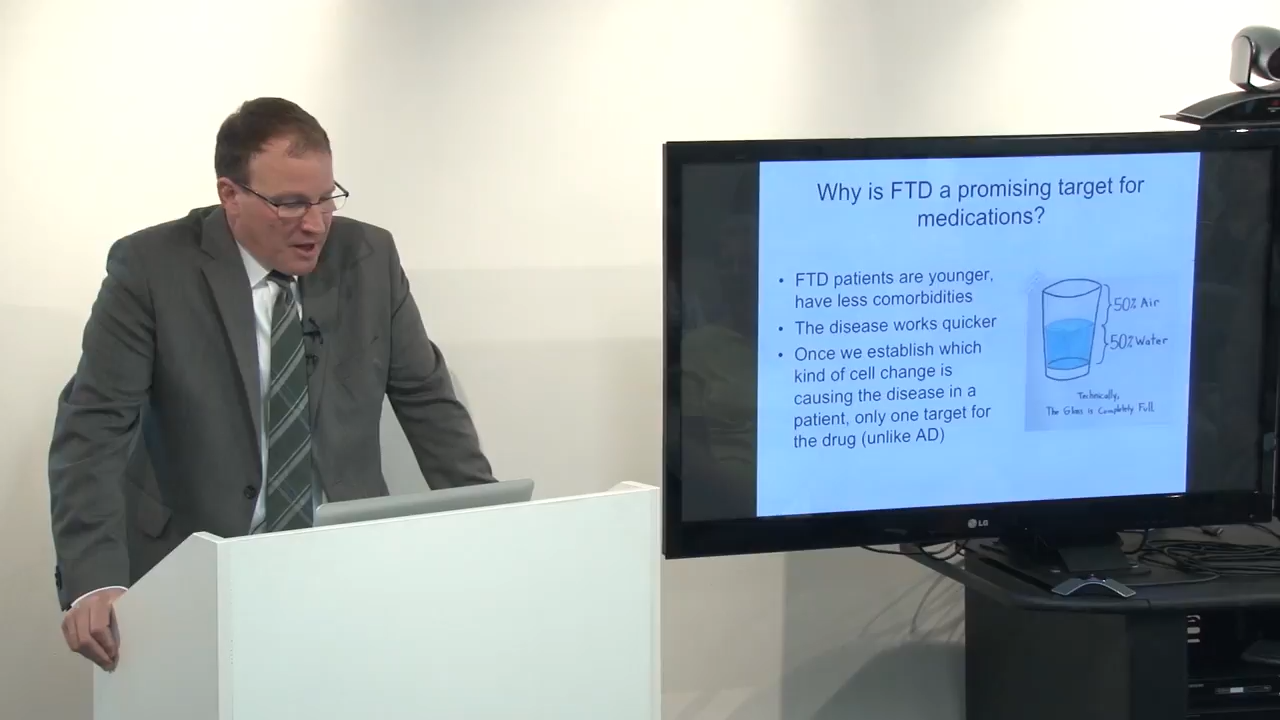 Why is FTD a promising target for
medications?
• FTD patients are younger,
have less comorbidities
• The disease works quicker
• Once we establish which
kind of cell change is
causing the disease in a
patient, only one target for
the drug (unlike AD)
50% Air
50% Water
Technically,
The Glass is Completely Full
LG